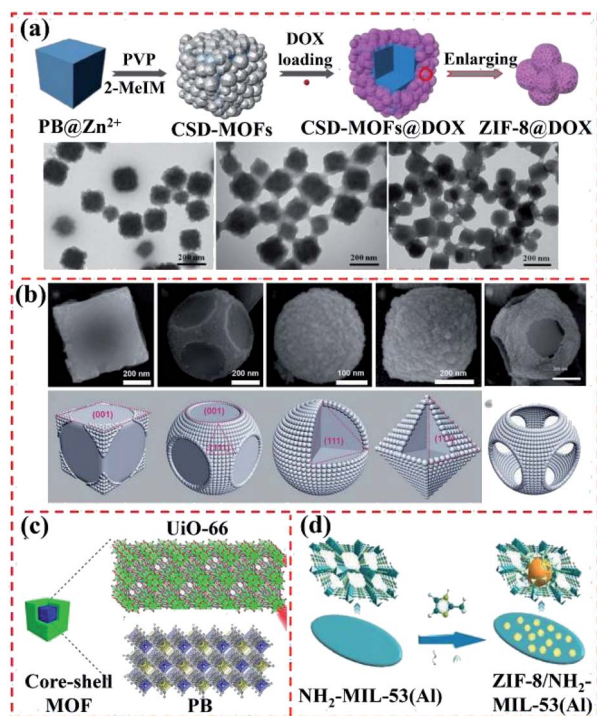 (a)
PVP
2-MeIM
DOX
loading
Enlarging
PB@Zn²⁺
CSD-MOFs
CSD-MOFs@DOX
ZIF-8@DOX
200 nm
200 nm
200 nm
(b)
200 nm
200 nm
100 nm
200 nm
(001)
(001)
(111)
(111)
(c)
UiO-66
Core-shell
MOF
PB
(d)
NH₂-MIL-53(Al)
ZIF-8/NH₂-
MIL-53(Al)